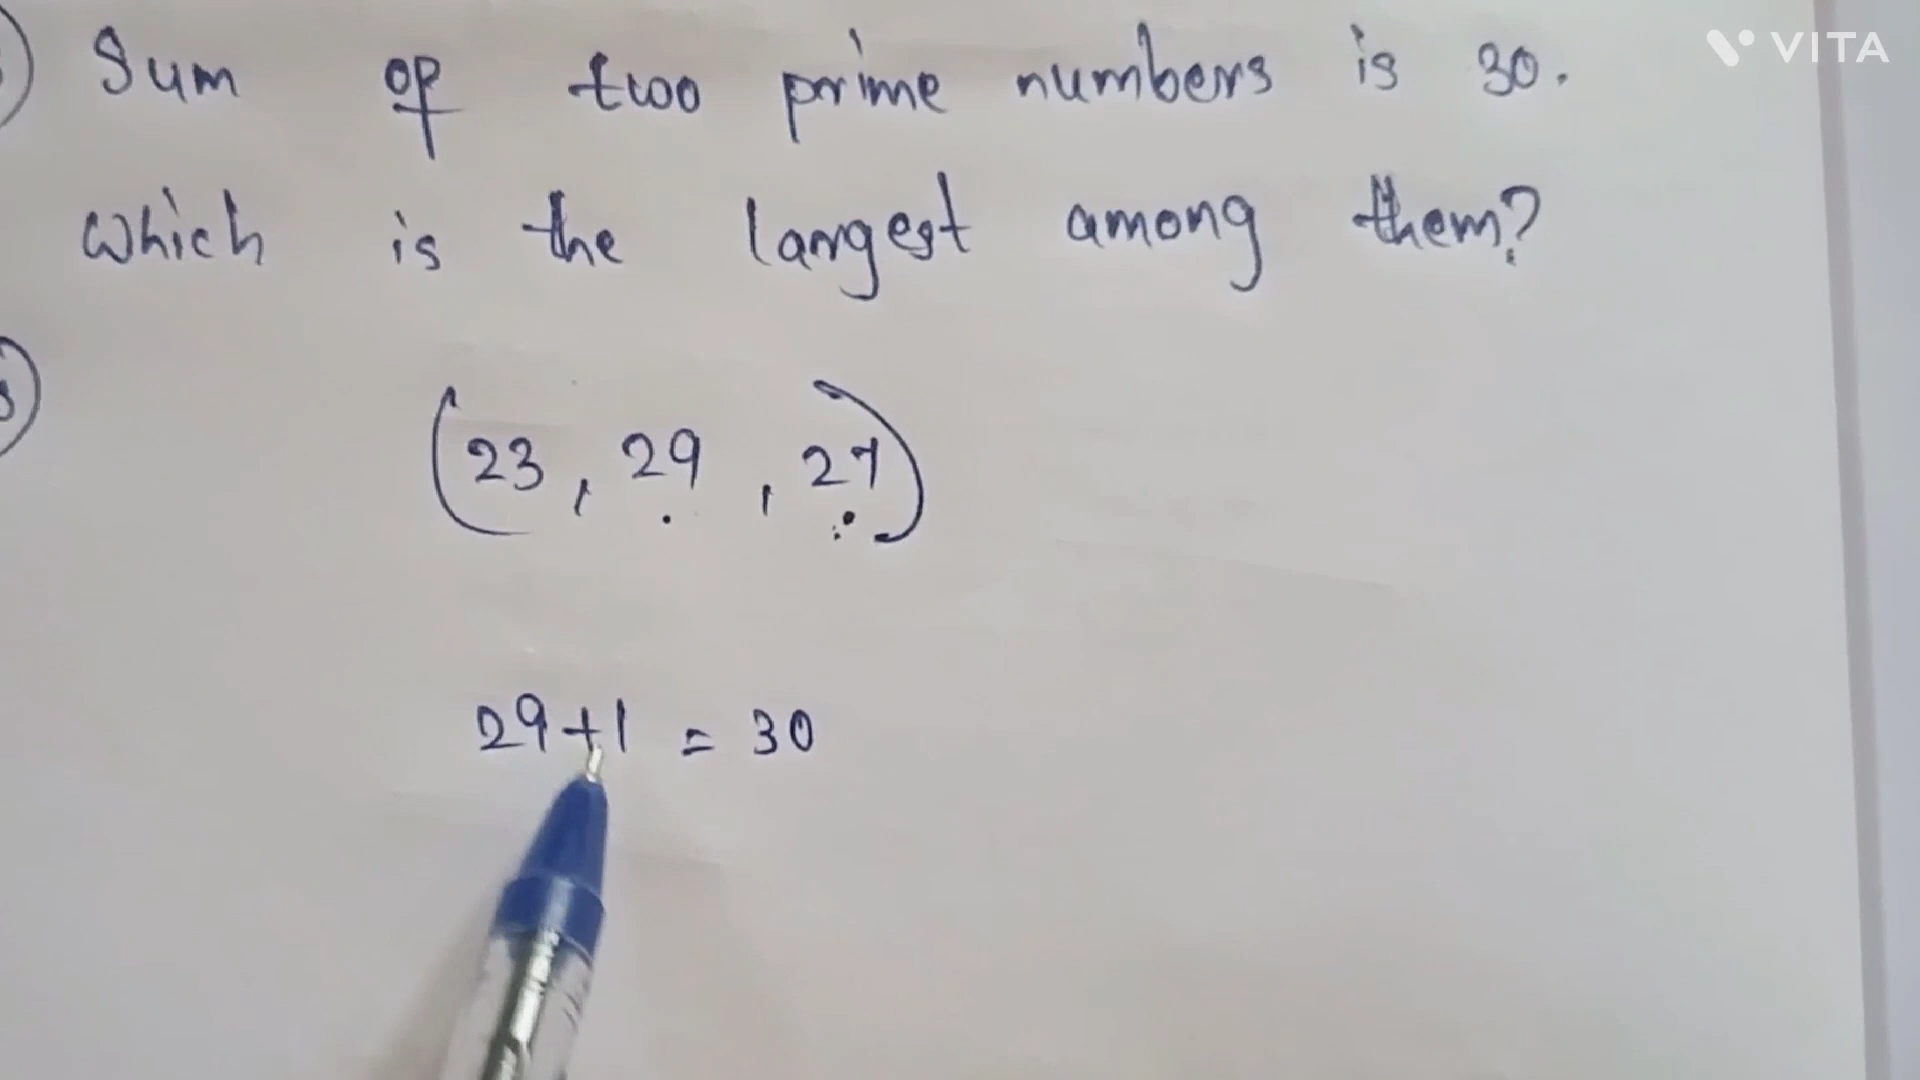 VITA
Sum of two prime numbers is 30.
Which is the largest among them?
(23, 29, 27)
29+1 = 30